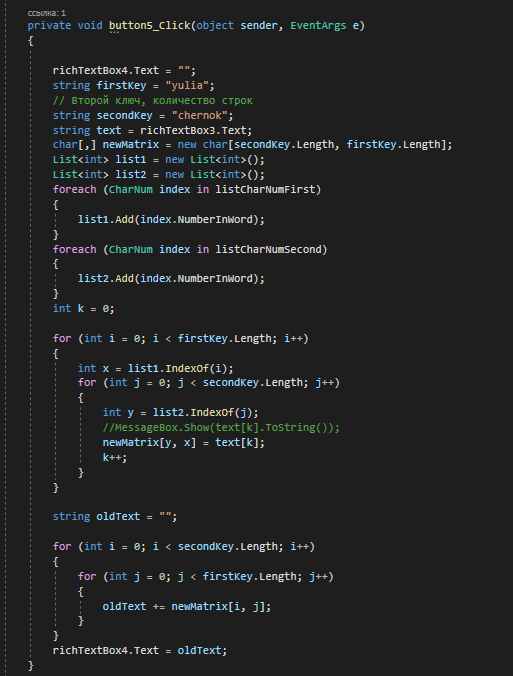 ссылка: 1
private void button5_Click(object sender, EventArgs e)
{
richTextBox4.Text = "";
string firstKey = "yulia";
// Второй ключ, количество строк
string secondKey = "chernok";
string text = richTextBox3.Text;
char[,] newMatrix = new char[secondKey.Length, firstKey.Length];
List<int> list1 = new List<int>();
List<int> list2 = new List<int>();
foreach (CharNum index in listCharNumFirst)
{
list1.Add(index.NumberInWord);
}
foreach (CharNum index in listCharNumSecond)
{
list2.Add(index.NumberInWord);
}
int k = 0;
for (int i = 0; i < firstKey.Length; i++)
{
int x = list1.IndexOf(i);
for (int j = 0; j < secondKey.Length; j++)
{
int y = list2.IndexOf(j);
//MessageBox.Show(text[k].ToString());
newMatrix[y, x] = text[k];
k++;
}
}
string oldText = "";
for (int i = 0; i < secondKey.Length; i++)
{
for (int j = 0; j < firstKey.Length; j++)
{
oldText += newMatrix[i, j];
}
}
richTextBox4.Text = oldText;
}